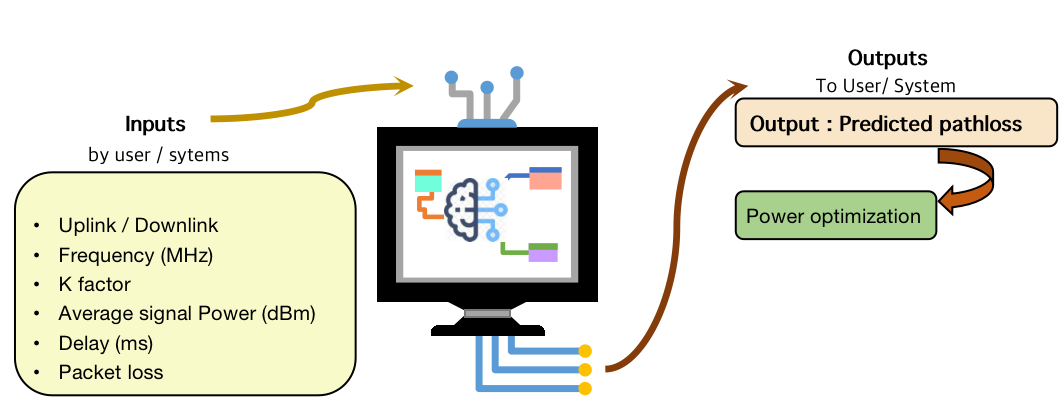 Inputs
by user / sytems
• Uplink / Downlink
• Frequency (MHz)
• K factor
• Average signal Power (dBm)
• Delay (ms)
• Packet loss
Outputs
To User/ System
Output : Predicted pathloss
Power optimization